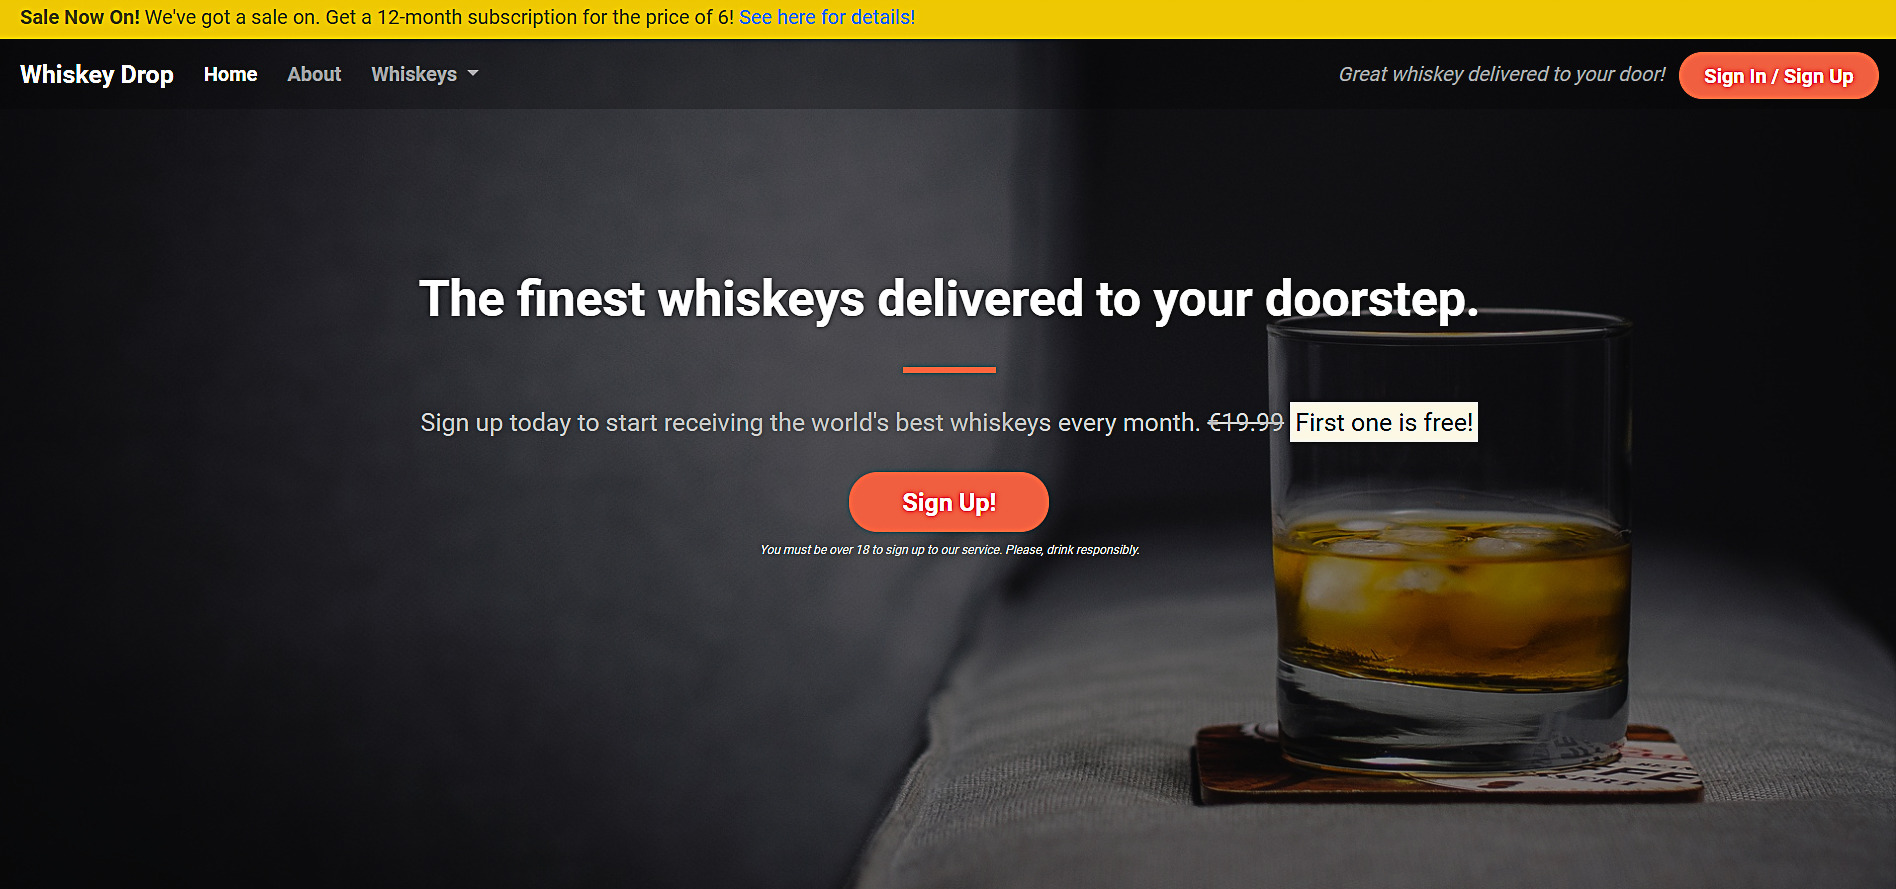 Sale Now On! We've got a sale on. Get a 12-month subscription for the price of 6! See here for details!
Whiskey Drop Home About Whiskeys Great whiskey delivered to your door! Sign In / Sign Up
The finest whiskeys delivered to your doorstep.
Sign up today to start receiving the world's best whiskeys every month. €19.99 First one is free!
Sign Up!
You must be over 18 to sign up to our service. Please, drink responsibly.